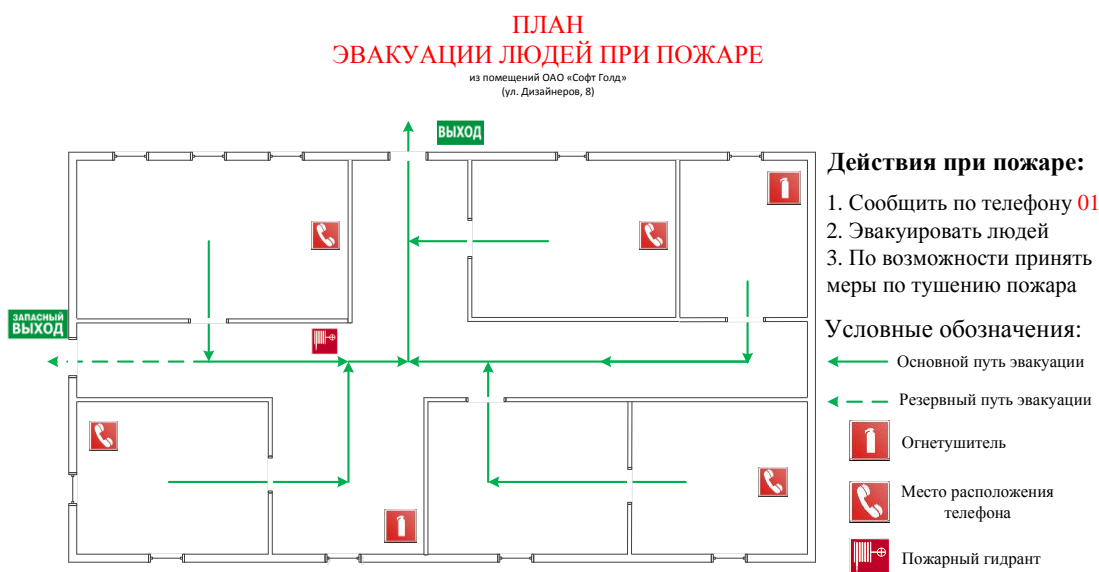 ПЛАН
ЭВАКУАЦИИ ЛЮДЕЙ ПРИ ПОЖАРЕ
из помещений ОАО «Софт Голд»
(ул. Дизайнеров, 8)
ВЫХОД
ЗАПАСНЫЙ
ВЫХОД
Действия при пожаре:
1. Сообщить по телефону 01
2. Эвакуировать людей
3. По возможности принять
меры по тушению пожара
Условные обозначения:
Основной путь эвакуации
Резервный путь эвакуации
Огнетушитель
Место расположения
телефона
Пожарный гидрант